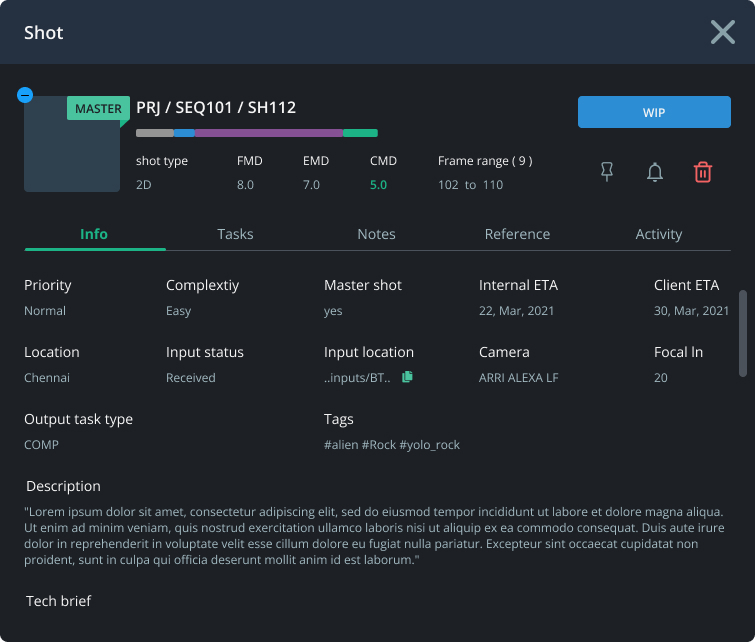 Shot
MASTER
PRJ / SEQ101 / SH112
WIP
shot type FMD EMD CMD Frame range ( 9 )
2D 8.0 7.0 5.0 102 to 110
Info Tasks Notes Reference Activity
Priority Complextiy Master shot Internal ETA Client ETA
Normal Easy yes 22, Mar, 2021 30, Mar, 2021
Location Input status Input location Camera Focal ln
Chennai Received ..inputs/BT.. ARRI ALEXA LF 20
Output task type Tags
COMP #alien #Rock #yolo_rock
Description
"Lorem ipsum dolor sit amet, consectetur adipiscing elit, sed do eiusmod tempor incididunt ut labore et dolore magna aliqua.
Ut enim ad minim veniam, quis nostrud exercitation ullamco laboris nisi ut aliquip ex ea commodo consequat. Duis aute irure
dolor in reprehenderit in voluptate velit esse cillum dolore eu fugiat nulla pariatur. Excepteur sint occaecat cupidatat non
proident, sunt in culpa qui officia deserunt mollit anim id est laborum."
Tech brief